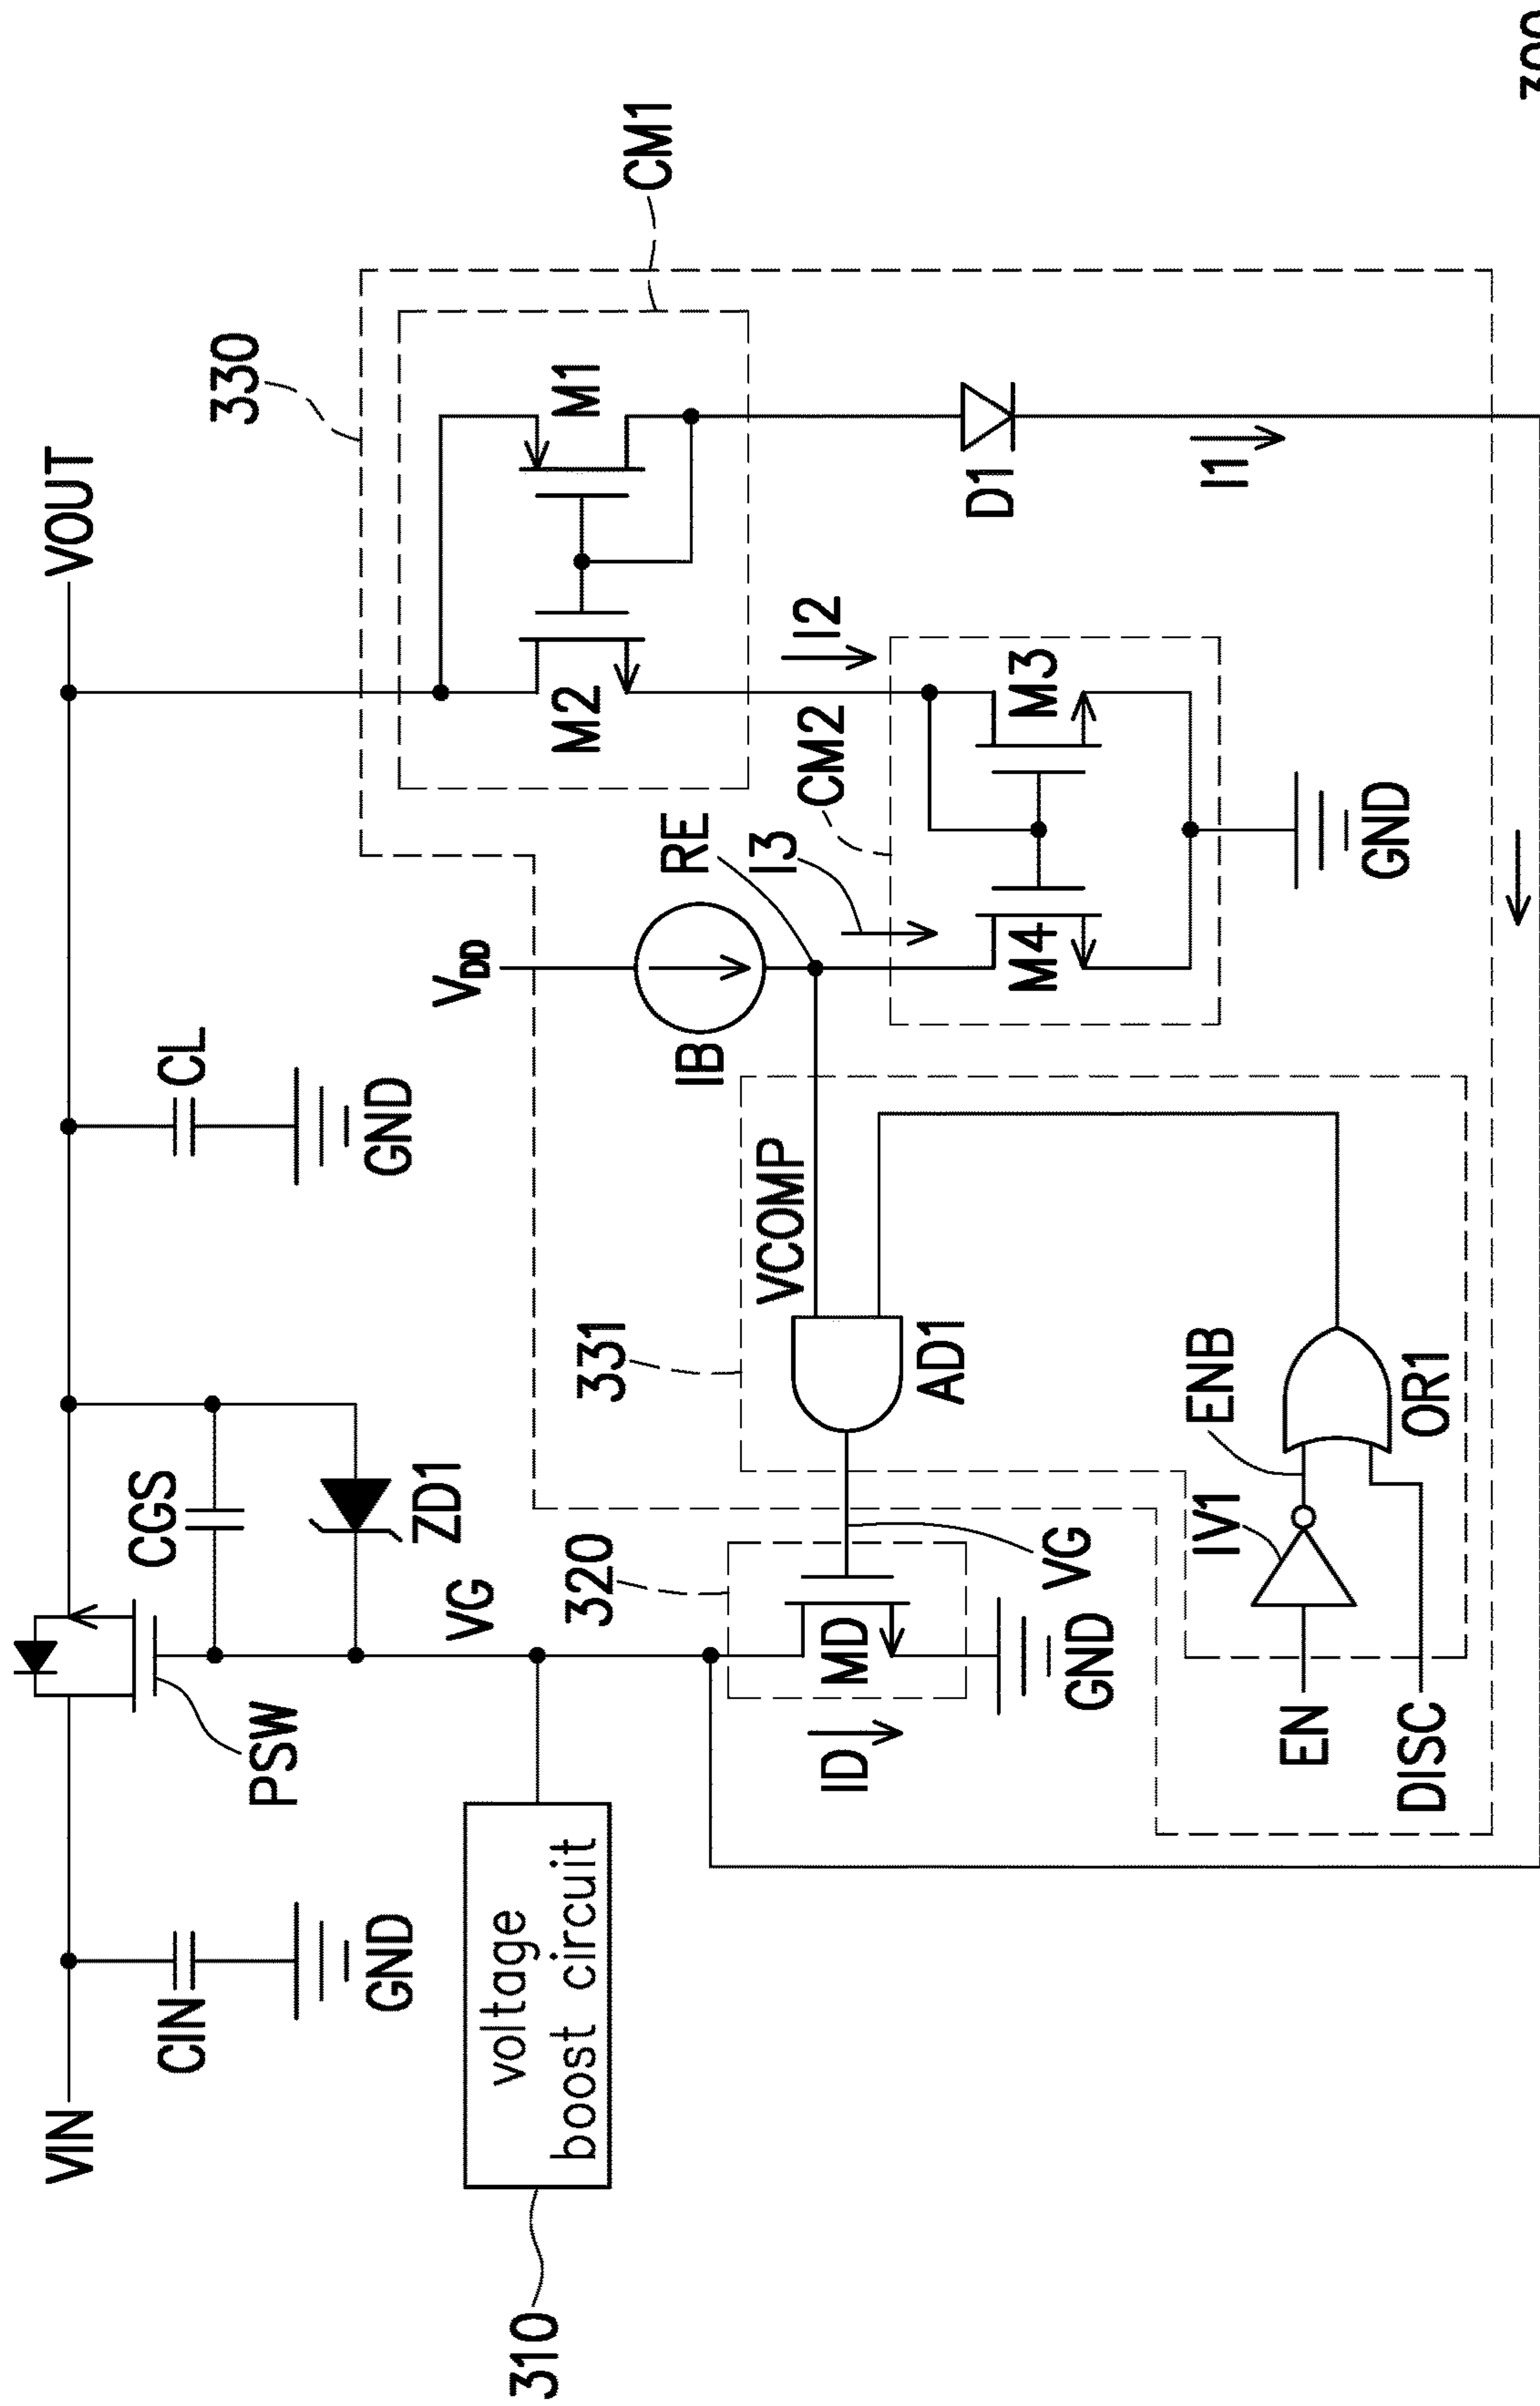 300
VOUT
330
CM1
M1
M2
D1
I1
I2
CM2
M3
M4
RE
I3
VDD
IB
GND
CL
GND
VCOMP
331
AD1
ENB
OR1
IV1
CGS
ZD1
VG
320
VG
MD
GND
ID
EN
DISC
PSW
voltage
boost circuit
310
CIN
GND
VIN